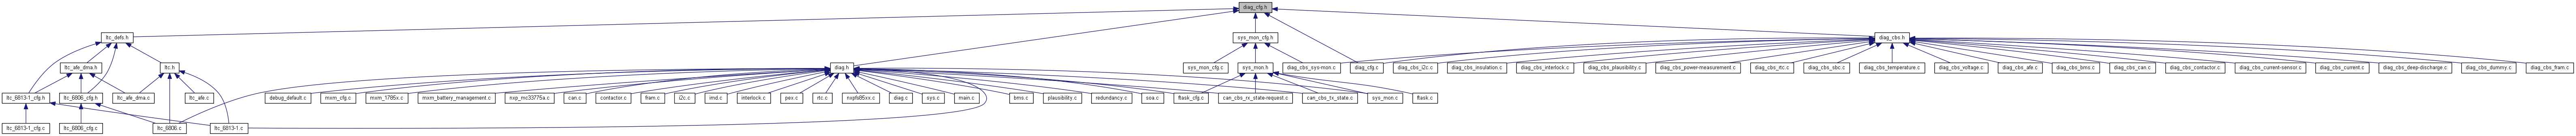 diag_cfg.h
ltc_defs.h
sys_mon_cfg.h
diag_cbs.h
ltc_afe_dma.h
ltc.h
diag.h
sys_mon_cfg.c
sys_mon.h
diag_cbs_sys-mon.c
diag_cfg.c
diag_cbs_i2c.c
diag_cbs_insulation.c
diag_cbs_interlock.c
diag_cbs_plausibility.c
diag_cbs_power-measurement.c
diag_cbs_rtc.c
diag_cbs_sbc.c
diag_cbs_temperature.c
diag_cbs_voltage.c
diag_cbs_afe.c
diag_cbs_bms.c
diag_cbs_can.c
diag_cbs_contactor.c
diag_cbs_current-sensor.c
diag_cbs_current.c
diag_cbs_deep-discharge.c
diag_cbs_dummy.c
diag_cbs_fram.c
ltc_6813-1_cfg.h
ltc_6806_cfg.h
ltc_afe_dma.c
ltc_afe.c
debug_default.c
mxm_cfg.c
mxm_1785x.c
mxm_battery_management.c
nxp_mc33775a.c
can.c
contactor.c
fram.c
i2c.c
imd.c
interlock.c
pex.c
rtc.c
nxpfs85xx.c
diag.c
sys.c
main.c
bms.c
plausibility.c
redundancy.c
soa.c
ftask_cfg.c
can_cbs_rx_state-request.c
can_cbs_tx_state.c
sys_mon.c
ftask.c
ltc_6813-1_cfg.c
ltc_6806_cfg.c
ltc_6806.c
ltc_6813-1.c